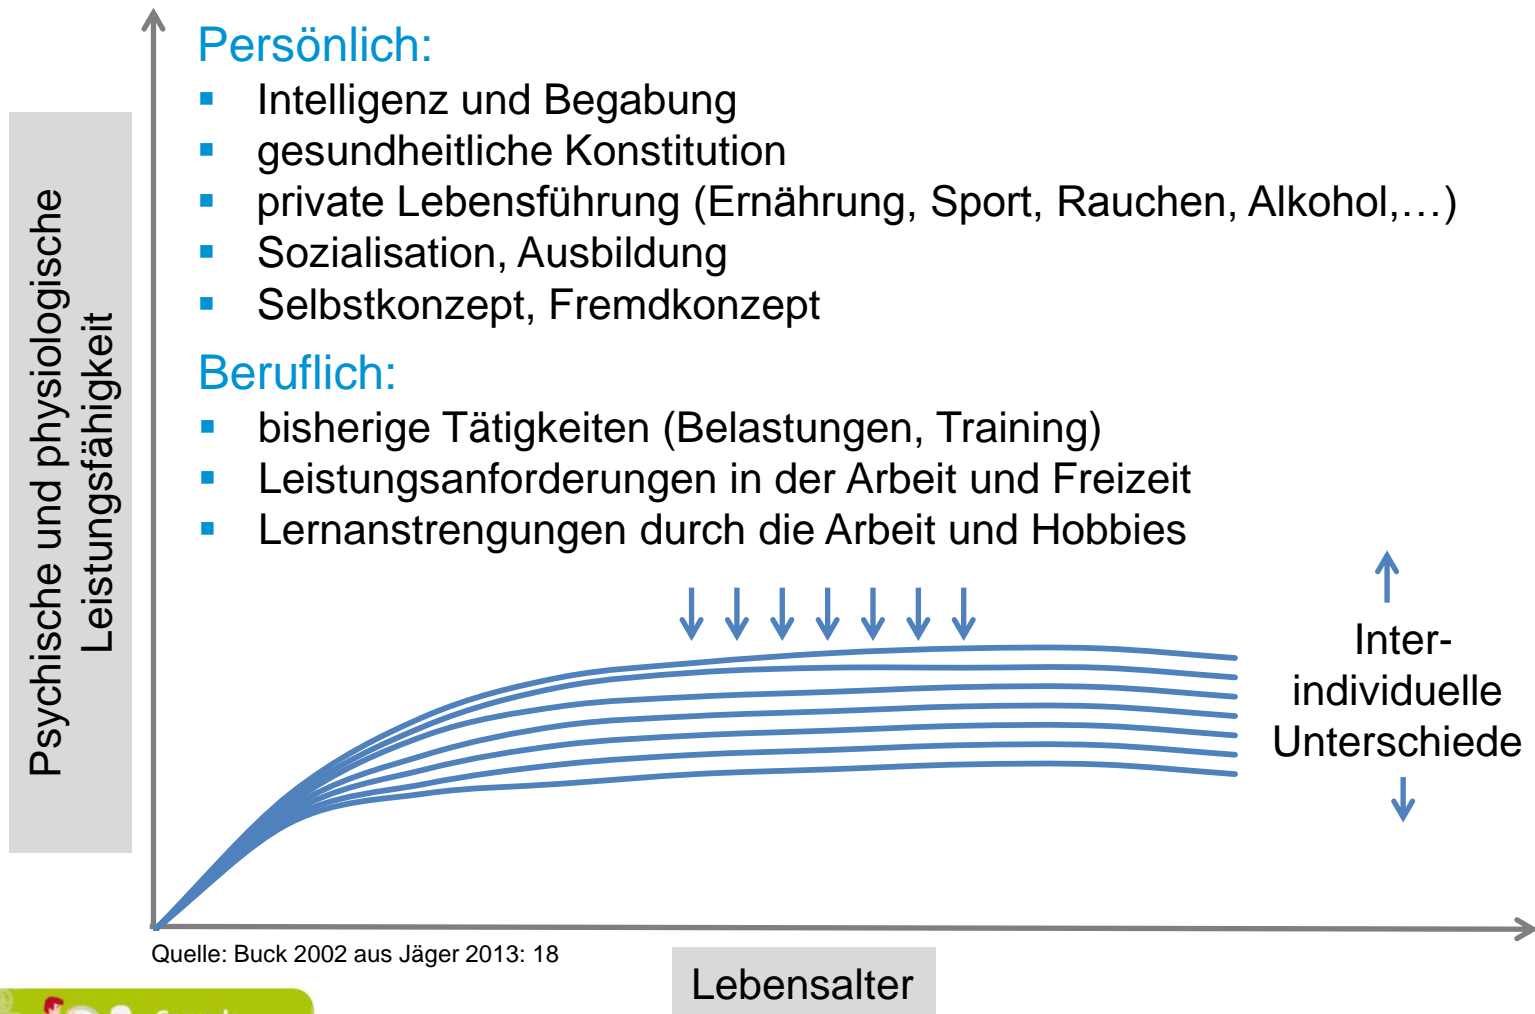 Persönlich:
Intelligenz und Begabung
gesundheitliche Konstitution
private Lebensführung (Ernährung, Sport, Rauchen, Alkohol,…)
Sozialisation, Ausbildung
Selbstkonzept, Fremdkonzept
Beruflich:
bisherige Tätigkeiten (Belastungen, Training)
Leistungsanforderungen in der Arbeit und Freizeit
Lernanstrengungen durch die Arbeit und Hobbies
Psychische und physiologische
Leistungsfähigkeit
Inter-
individuelle
Unterschiede
Quelle: Buck 2002 aus Jäger 2013: 18
Lebensalter